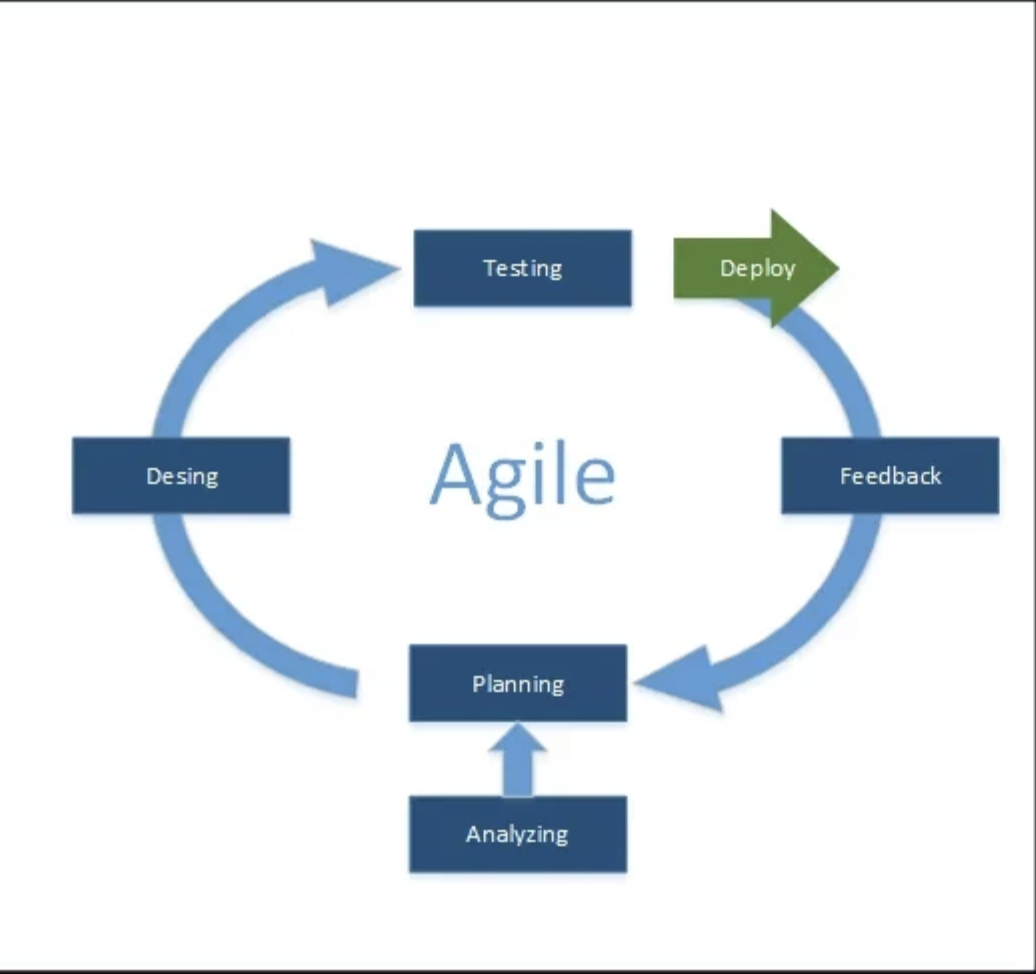 Testing
Deploy
Desing
Agile
Feedback
Planning
Analyzing